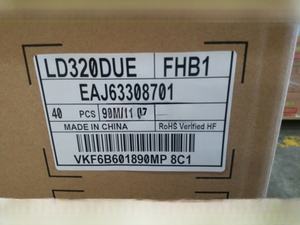 LD320DUE FHB1
EAJ63308701
40 PCS 90M/11 07
MADE IN CHINA RoHS Verified HF
VKF6B601890MP 8C1